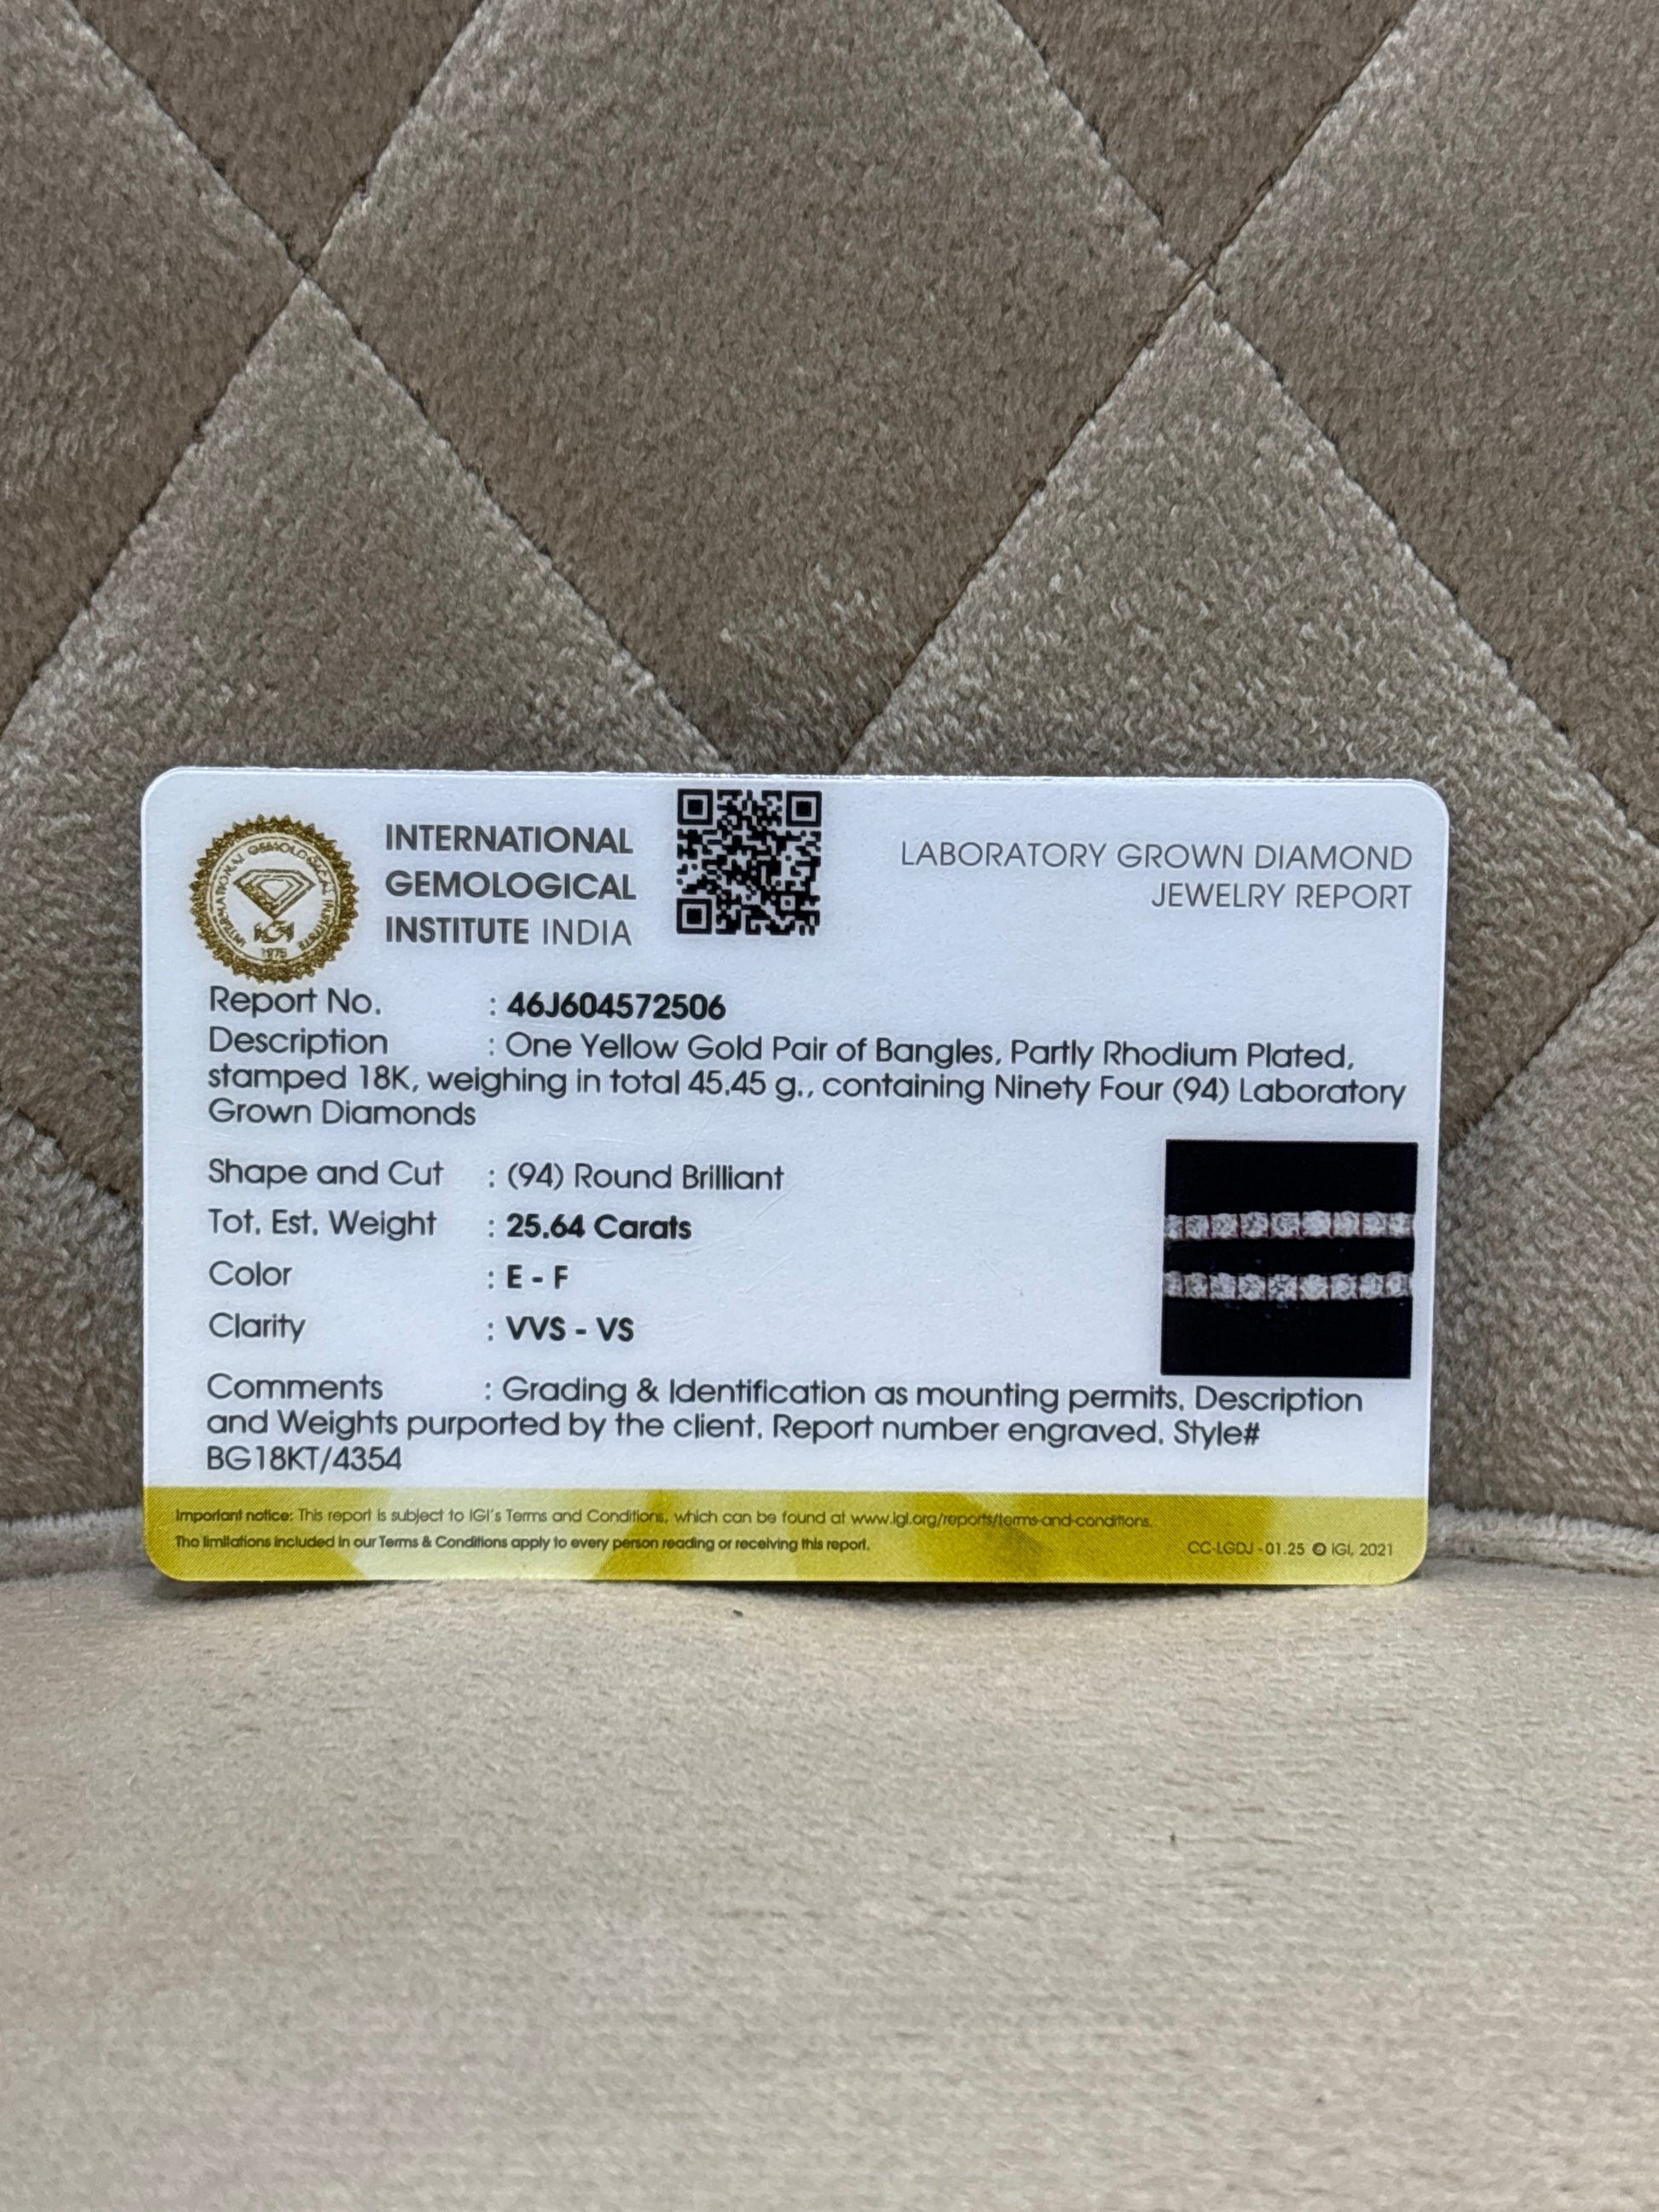 INTERNATIONAL GEMOLOGICAL INSTITUTE
IGI
1975
INTERNATIONAL
GEMOLOGICAL
INSTITUTE INDIA
LABORATORY GROWN DIAMOND
JEWELRY REPORT
Report No. : 46J604572506
Description : One Yellow Gold Pair of Bangles, Partly Rhodium Plated,
stamped 18K, weighing in total 45.45 g., containing Ninety Four (94) Laboratory
Grown Diamonds
Shape and Cut : (94) Round Brilliant
Tot. Est. Weight : 25.64 Carats
Color : E - F
Clarity : VVS - VS
Comments : Grading & Identification as mounting permits. Description
and Weights purported by the client. Report number engraved. Style#
BG18KT/4354
Important notice: This report is subject to IGI's Terms and Conditions, which can be found at www.igi.org/reports/terms-and-conditions.
The limitations included in our Terms & Conditions apply to every person reading or receiving this report.
CC-LGDJ - 01.25 © IGI, 2021